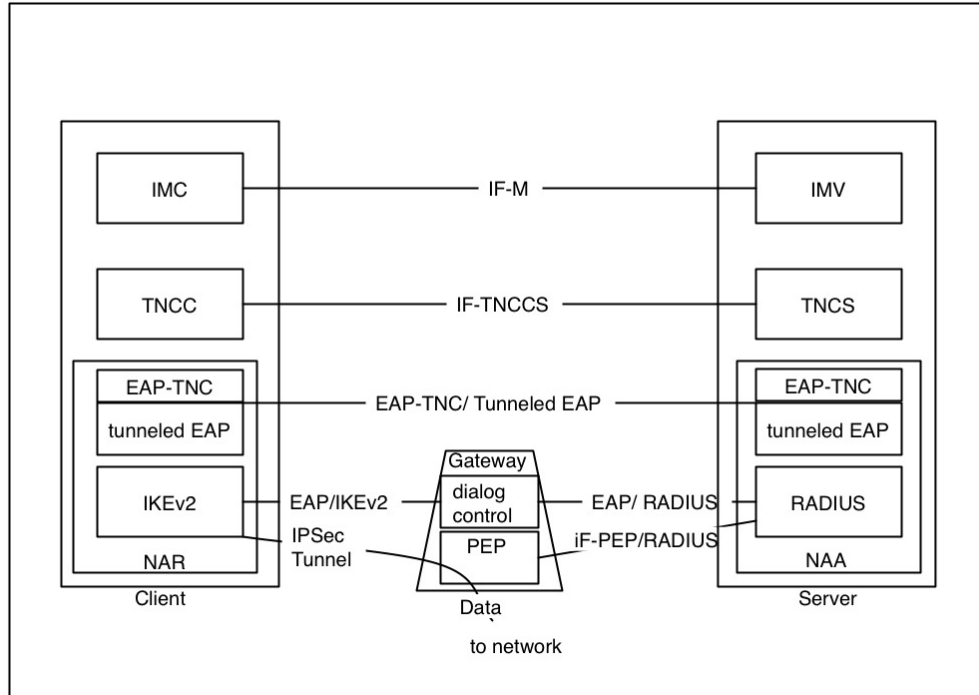 IMC
IF-M
IMV
TNCC
IF-TNCCS
TNCS
EAP-TNC
EAP-TNC
EAP-TNC/ Tunneled EAP
tunneled EAP
tunneled EAP
Gateway
IKEv2
EAP/IKEv2
dialog
control
EAP/ RADIUS
RADIUS
IPSec
Tunnel
PEP
iF-PEP/RADIUS
NAR
NAA
Client
Data
Server
to network